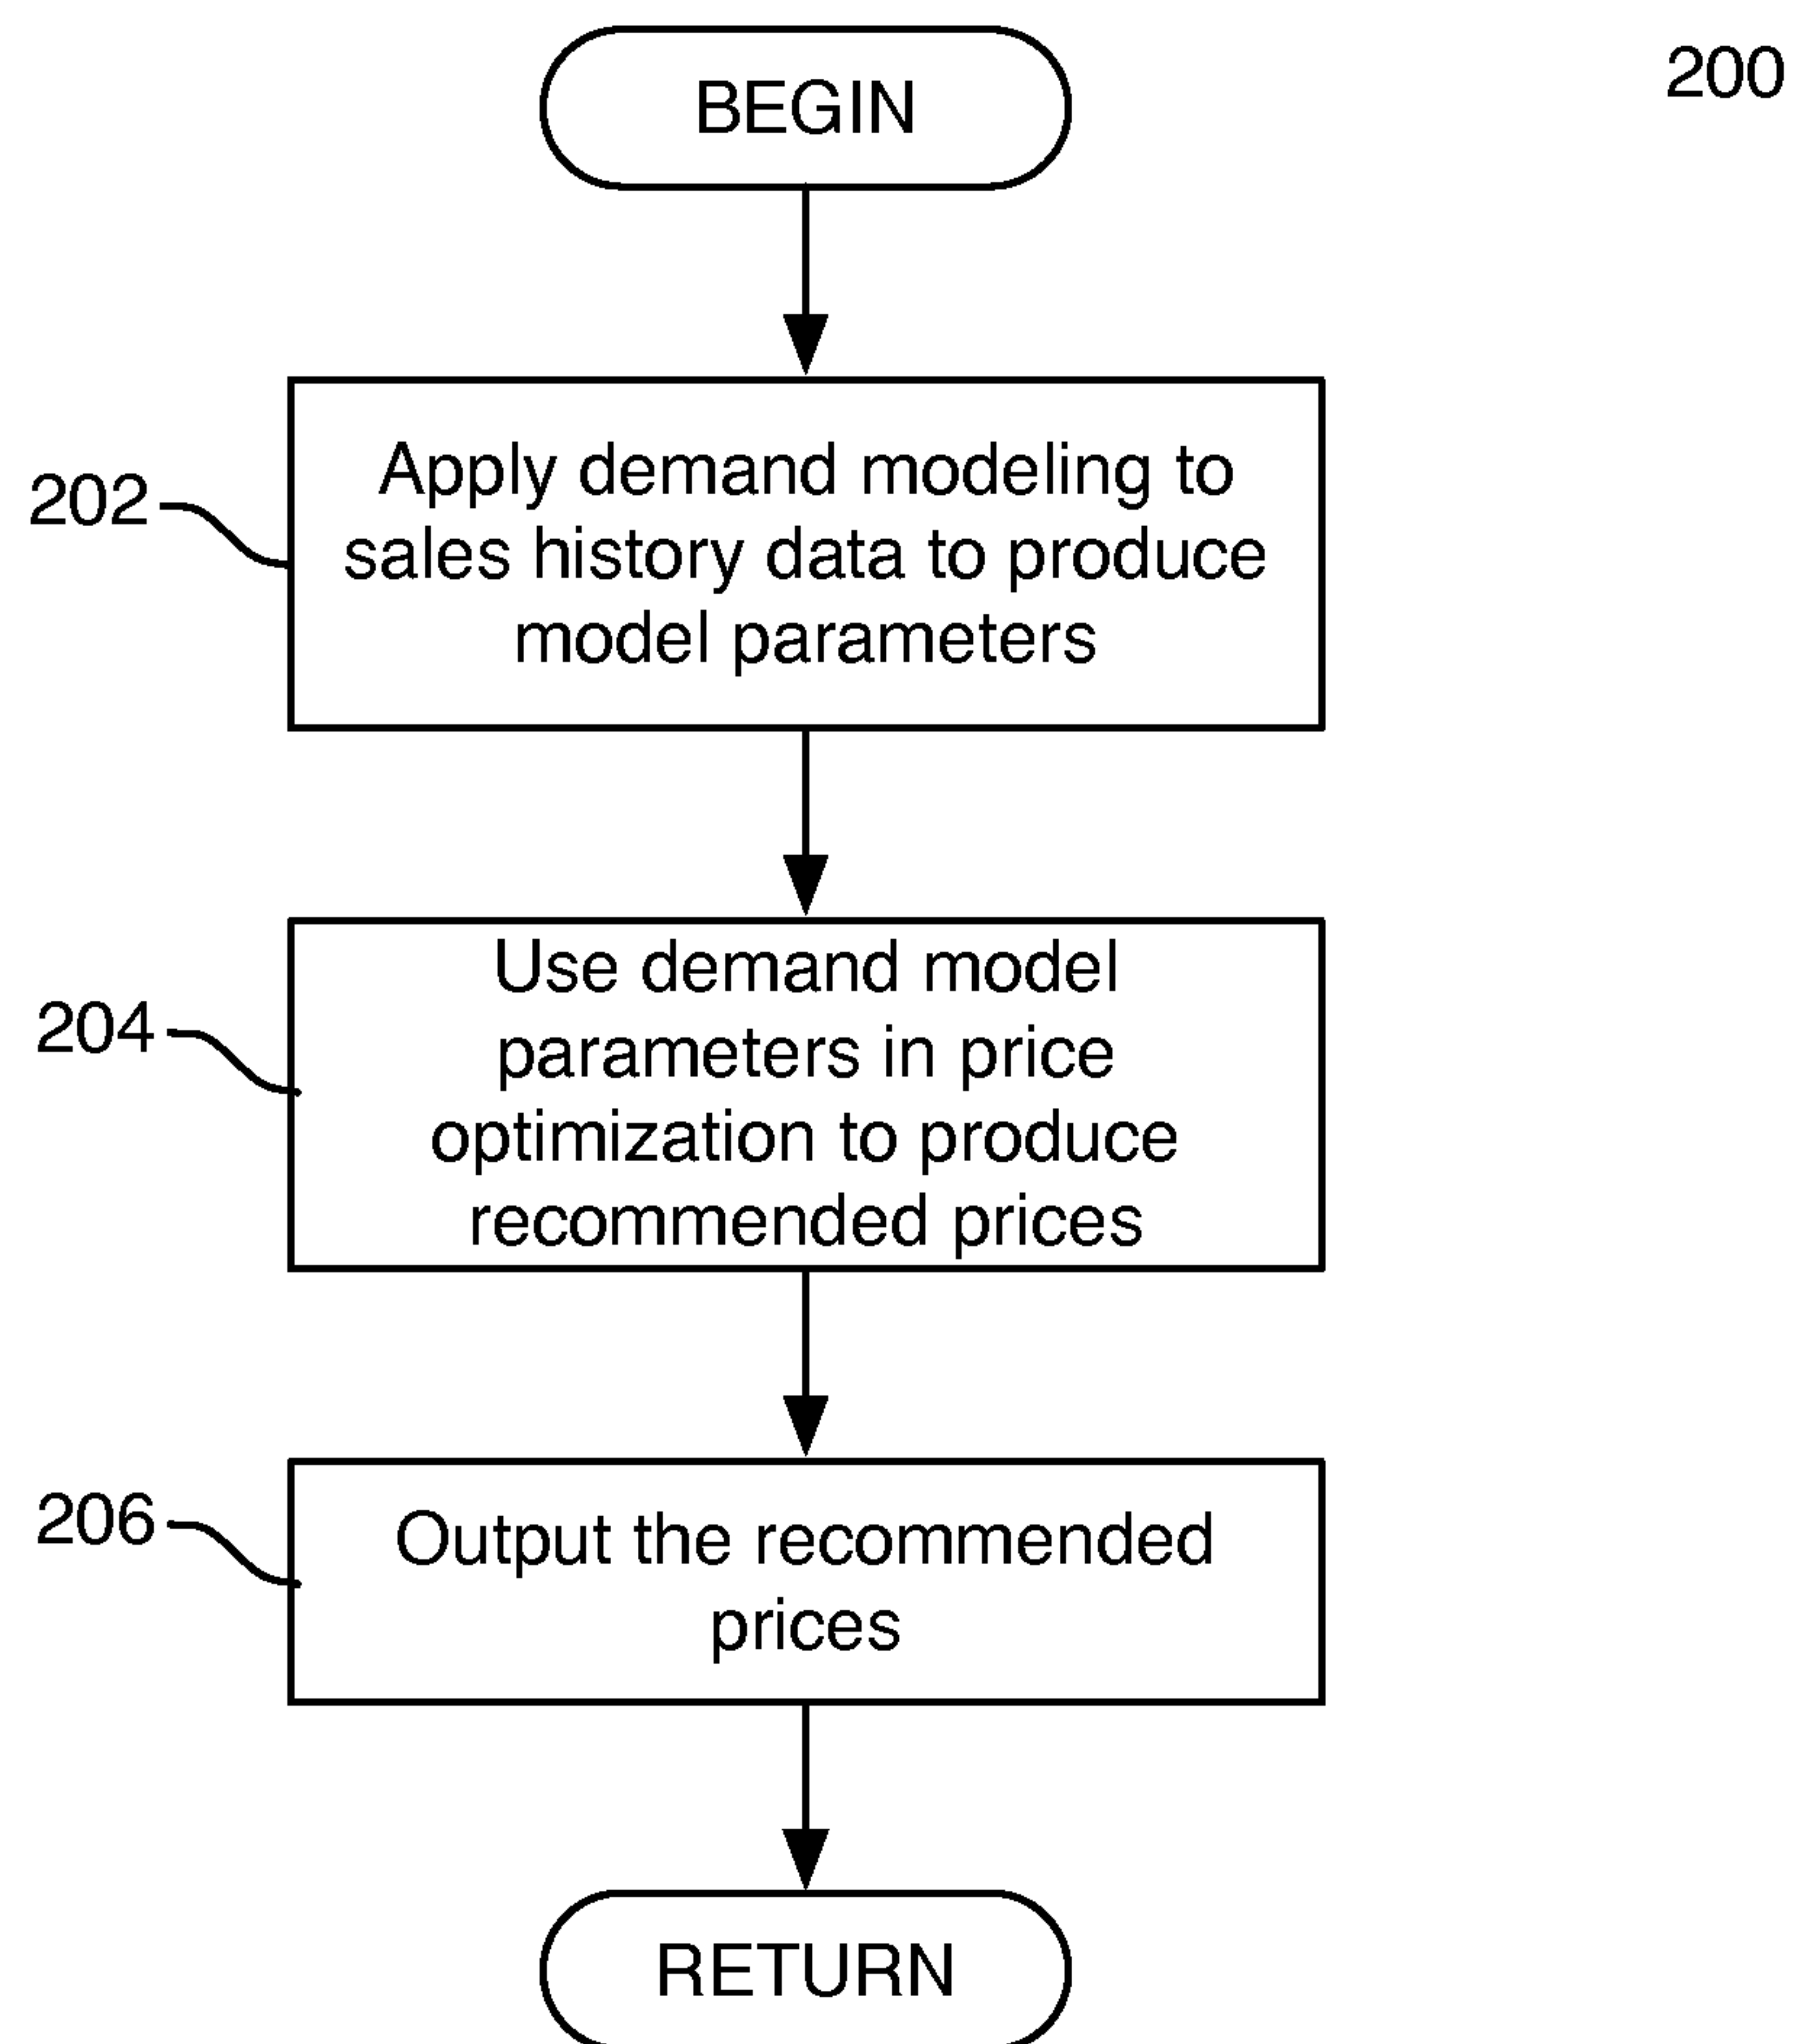 BEGIN
200
202
Apply demand modeling to
sales history data to produce
model parameters
204
Use demand model
parameters in price
optimization to produce
recommended prices
206
Output the recommended
prices
RETURN